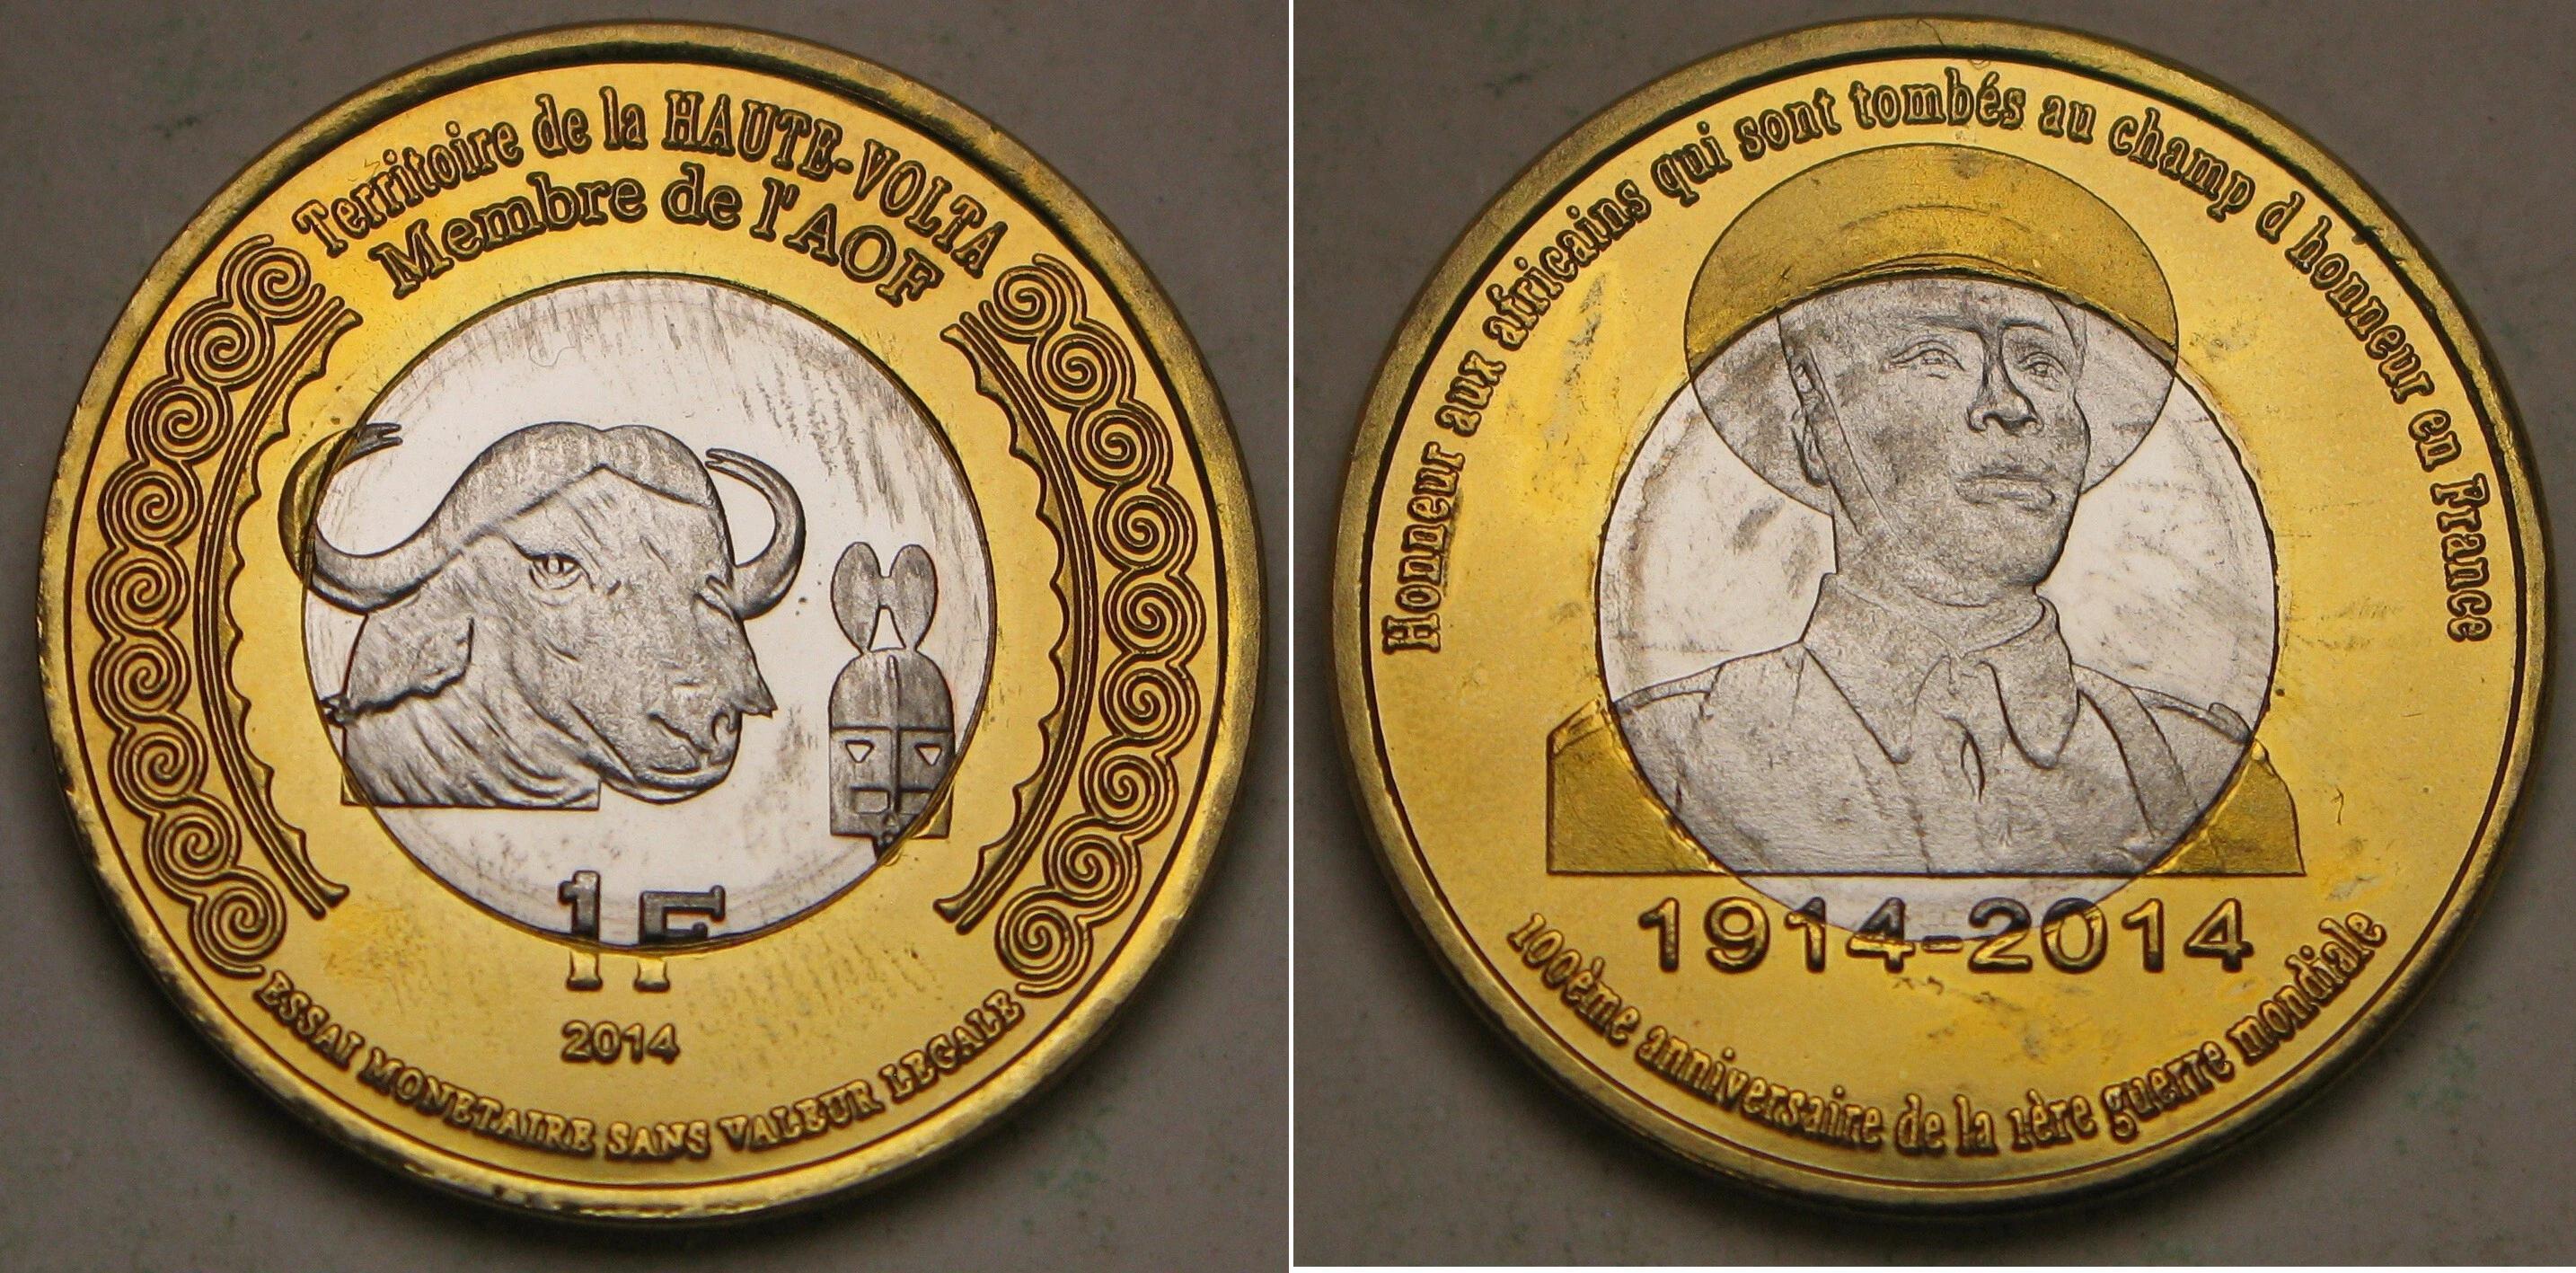 Territoire de la HAUTE-VOLTA
Membre de l'AOF
1F
2014
ESSAI MONETAIRE SANS VALEUR LEGALE
Honneur aux africains qui sont tombés au champ d honneur en France
1914-2014
100ème anniversaire de la 1ère guerre mondiale